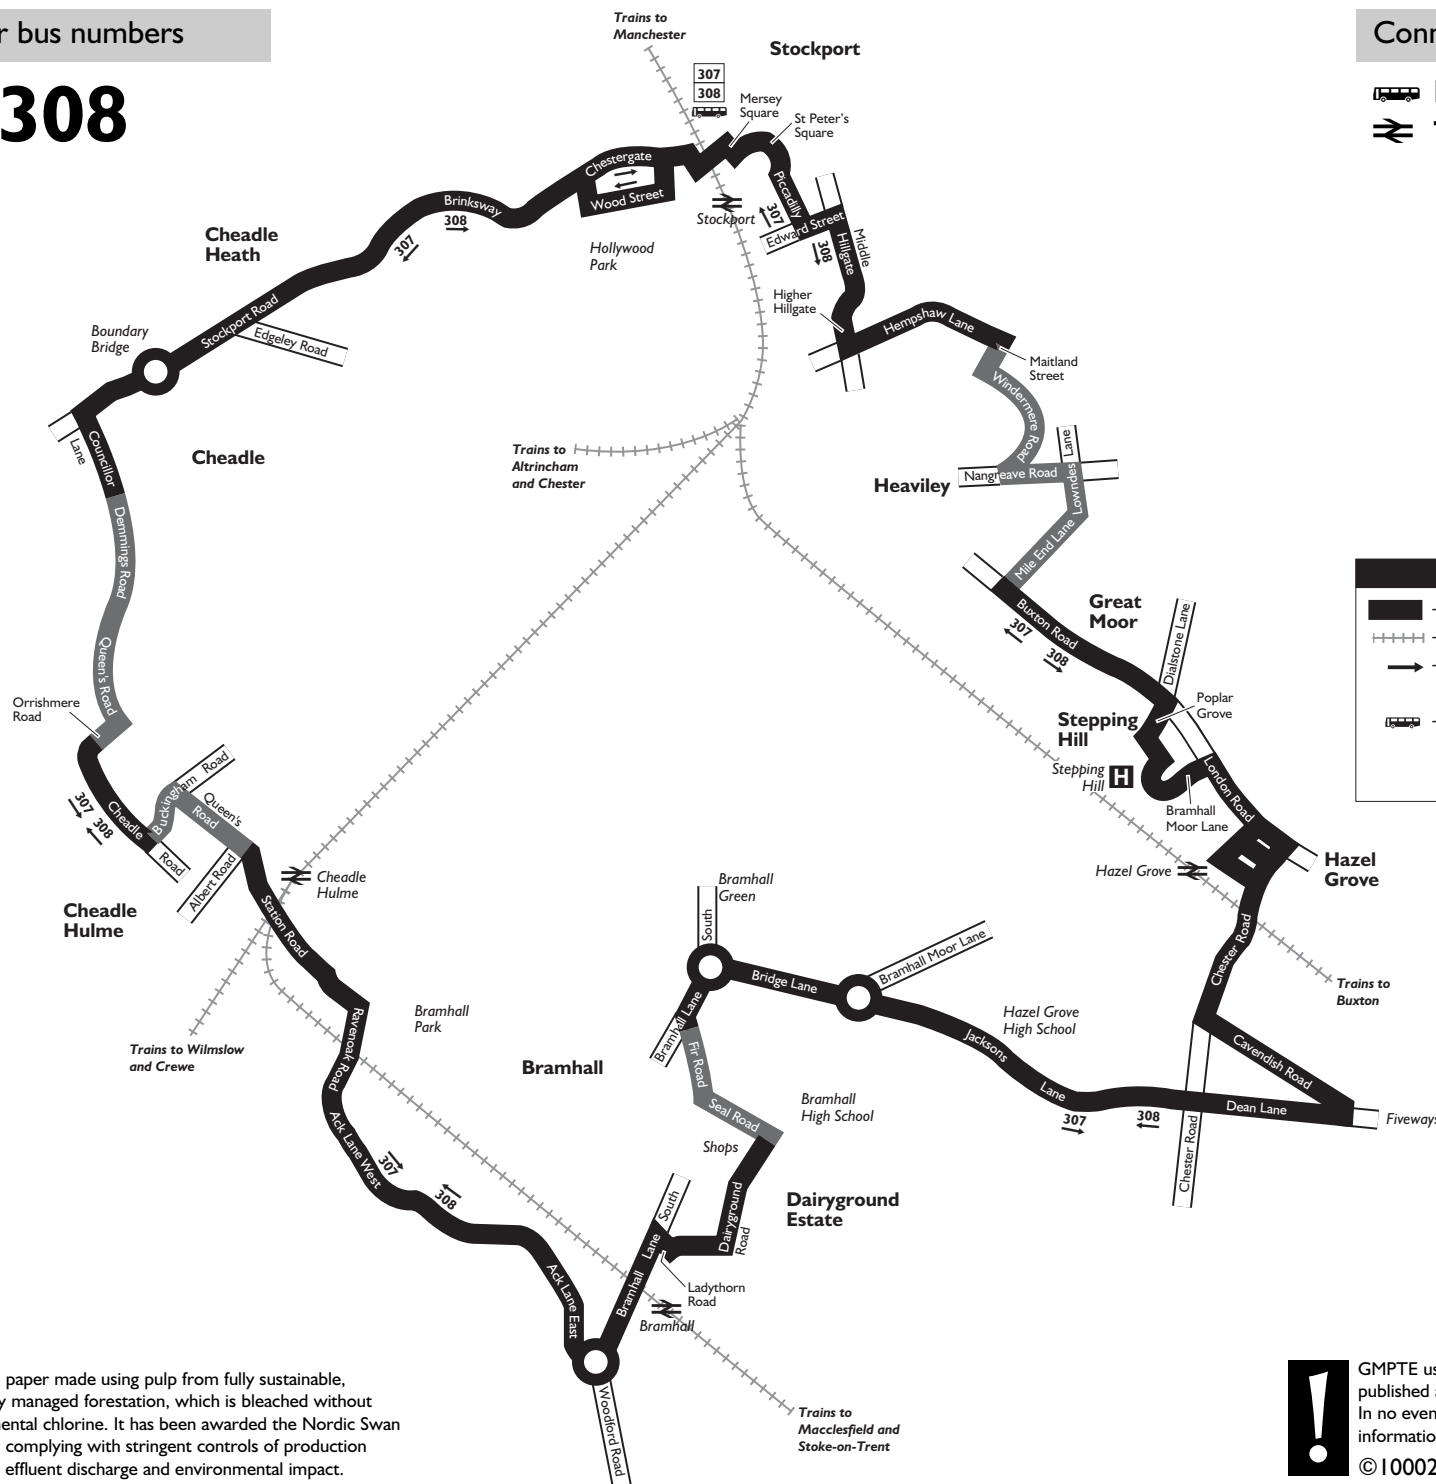 r bus numbers
308
Conn
Trains to
Manchester
Stockport
307
308
Mersey
Square
St Peter's
Square
Chestergate
Wood Street
Brinksway
308
307
Stockport
Piccadilly
307
Edward Street
308
Middle
Hillgate
Hollywood
Park
Cheadle
Heath
Higher
Hillgate
Hempshaw Lane
Maitland
Street
Boundary
Bridge
Stockport Road
Edgeley Road
Windermere Road
Councillor
Lane
Cheadle
Trains to
Altrincham
and Chester
Heaviley
Nangreave Road
Lowndes Lane
Mile End Lane
Demmings Road
Great
Moor
Buxton Road
307
308
Dialstone Lane
Queen's Road
Orrishmere
Road
Poplar
Grove
Stepping
Hill
Stepping
Hill
H
London Road
Bramhall
Moor Lane
Buckingham Road
Queen's
Road
307
308
Cheadle
Road
Albert Road
Cheadle
Hulme
Cheadle
Hulme
Station Road
Hazel Grove
Hazel
Grove
Bramhall
Green
South
Bridge Lane
Bramhall Moor Lane
Chester Road
Trains to
Buxton
Bramhall
Park
Bramhall Lane
Hazel Grove
High School
Jacksons
Lane
Cavendish Road
Trains to Wilmslow
and Crewe
Ravenoak Road
Bramhall
Fir Road
Seal Road
Bramhall
High School
307
308
Dean Lane
Fiveways
Chester Road
Shops
Ack Lane West
307
308
Dairyground
Estate
Dairyground
Road
South
Bramhall Lane
Ladythorn
Road
Bramhall
Ack Lane
East
Woodford Road
Trains to
Macclesfield and
Stoke-on-Trent
paper made using pulp from fully sustainable,
y managed forestation, which is bleached without
mental chlorine. It has been awarded the Nordic Swan
complying with stringent controls of production
effluent discharge and environmental impact.
GMPTE us
published a
In no even
informatio
©10002